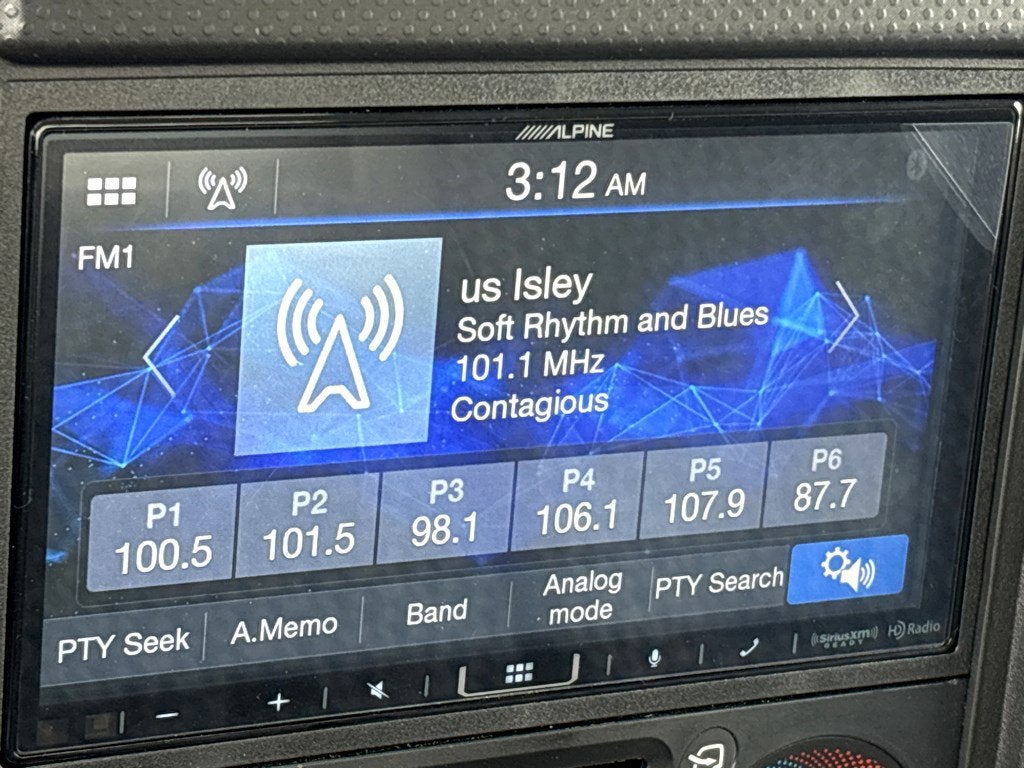 ALPINE
3:12 AM
FM1
us Isley
Soft Rhythm and Blues
101.1 MHz
Contagious
P1 P2 P3 P4 P5 P6
100.5 101.5 98.1 106.1 107.9 87.7
PTY Seek A.Memo Band Analog mode PTY Search
((SiriusXM)) READY HD Radio